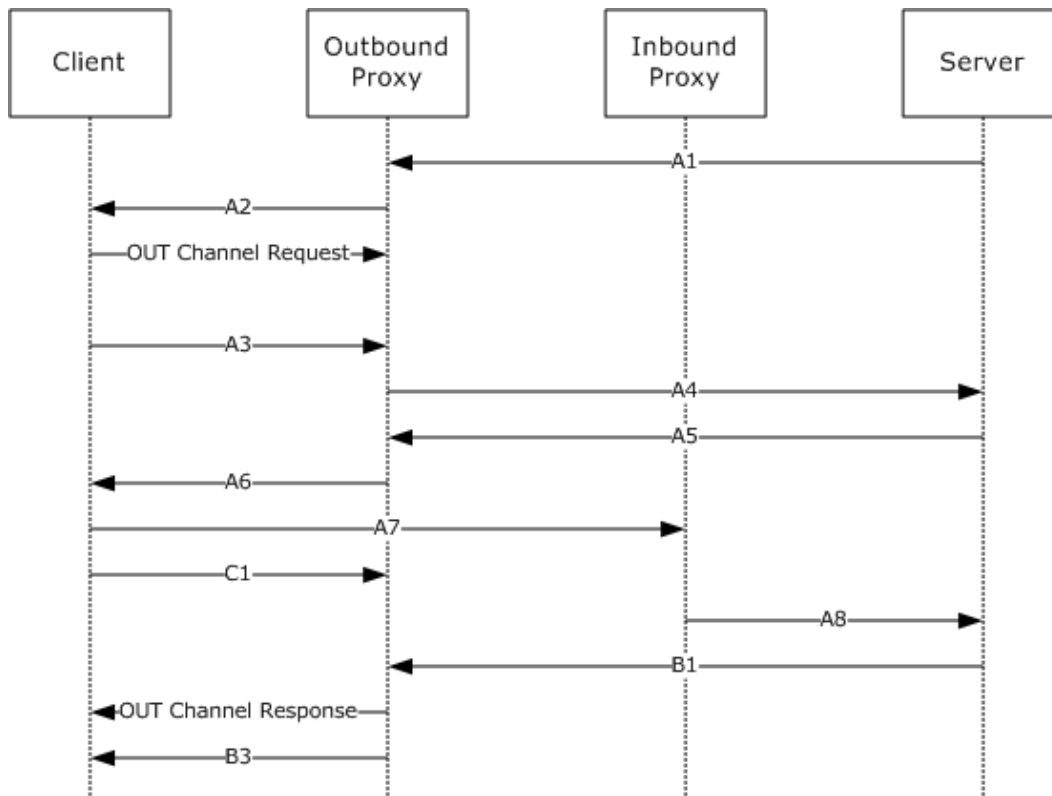 Client
Outbound
Proxy
Inbound
Proxy
Server
A1
A2
OUT Channel Request
A3
A4
A5
A6
A7
C1
A8
B1
OUT Channel Response
B3